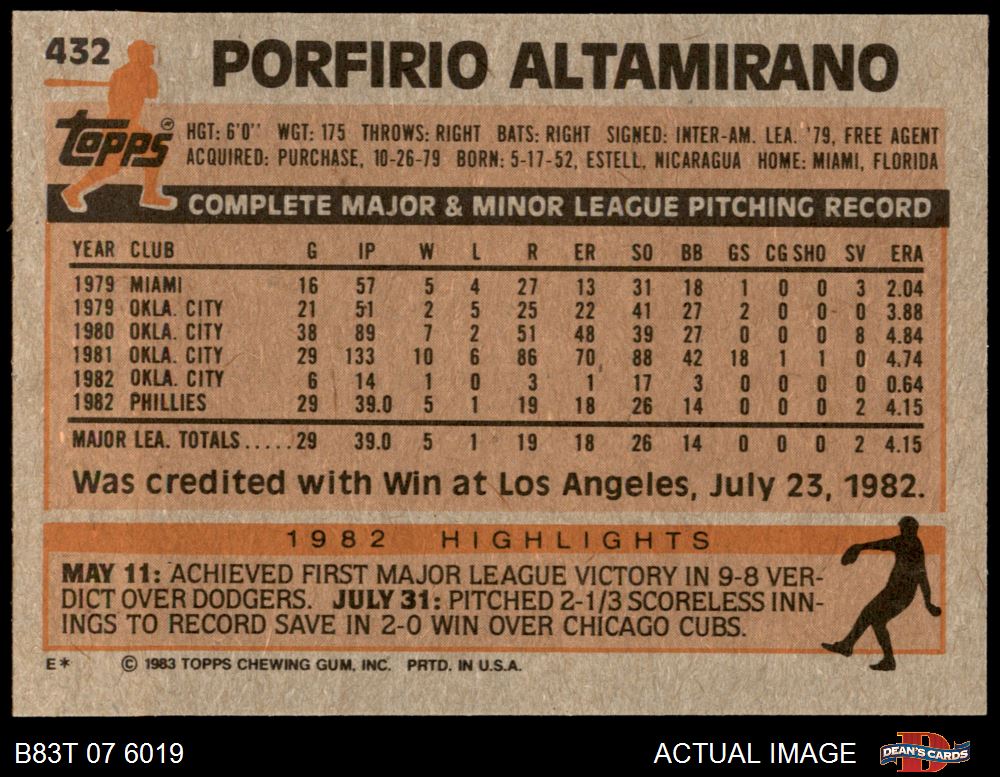 432 PORFIRIO ALTAMIRANO
Topps ® HGT: 6'0" WGT: 175 THROWS: RIGHT BATS: RIGHT SIGNED: INTER-AM. LEA. '79, FREE AGENT
ACQUIRED: PURCHASE, 10-26-79 BORN: 5-17-52, ESTELL, NICARAGUA HOME: MIAMI, FLORIDA
COMPLETE MAJOR & MINOR LEAGUE PITCHING RECORD
YEAR CLUB G IP W L R ER SO BB GS CG SHO SV ERA
1979 MIAMI 16 57 5 4 27 13 31 18 1 0 0 3 2.04
1979 OKLA. CITY 21 51 2 5 25 22 41 27 2 0 0 0 3.88
1980 OKLA. CITY 38 89 7 2 51 48 39 27 0 0 0 8 4.84
1981 OKLA. CITY 29 133 10 6 86 70 88 42 18 1 1 0 4.74
1982 OKLA. CITY 6 14 1 0 3 1 17 3 0 0 0 0 0.64
1982 PHILLIES 29 39.0 5 1 19 18 26 14 0 0 0 2 4.15
MAJOR LEA. TOTALS.....29 39.0 5 1 19 18 26 14 0 0 0 2 4.15
Was credited with Win at Los Angeles, July 23, 1982.
1982 HIGHLIGHTS
MAY 11: ACHIEVED FIRST MAJOR LEAGUE VICTORY IN 9-8 VER-
DICT OVER DODGERS. JULY 31: PITCHED 2-1/3 SCORELESS INN-
INGS TO RECORD SAVE IN 2-0 WIN OVER CHICAGO CUBS.
E* © 1983 TOPPS CHEWING GUM, INC. PRTD. IN U.S.A.
B83T 07 6019 ACTUAL IMAGE D DEAN'S CARDS